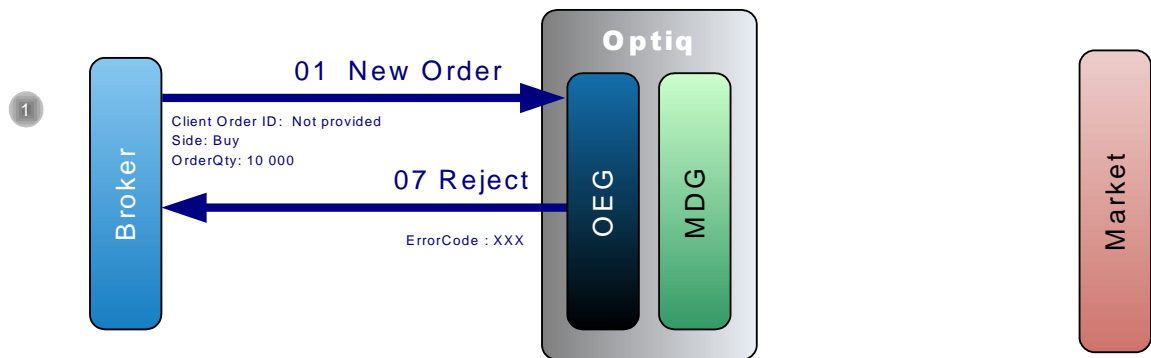 Optiq
01 New Order
1
Client Order ID: Not provided
Side: Buy
OrderQty: 10 000
07 Reject
ErrorCode : XXX
Broker
OEG
MDG
Market